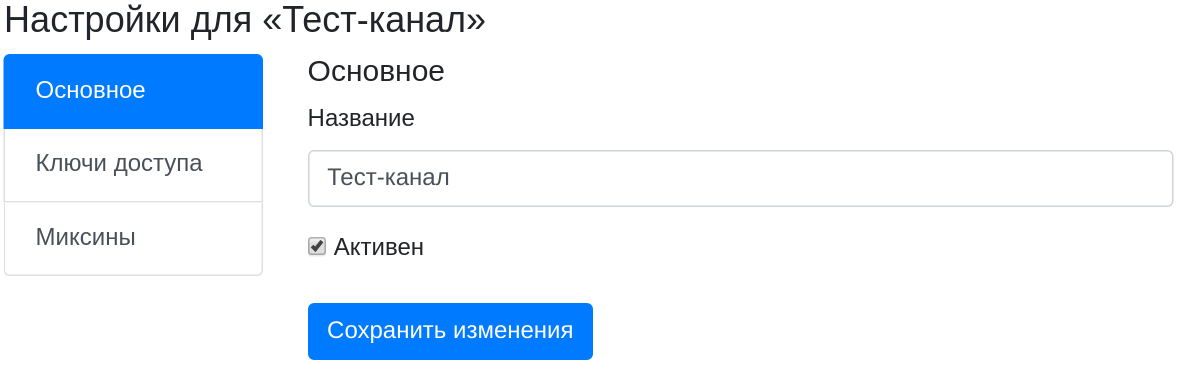 Настройки для «Тест-канал»
Основное
Ключи доступа
Миксины
Основное
Название
Тест-канал
Активен
Сохранить изменения